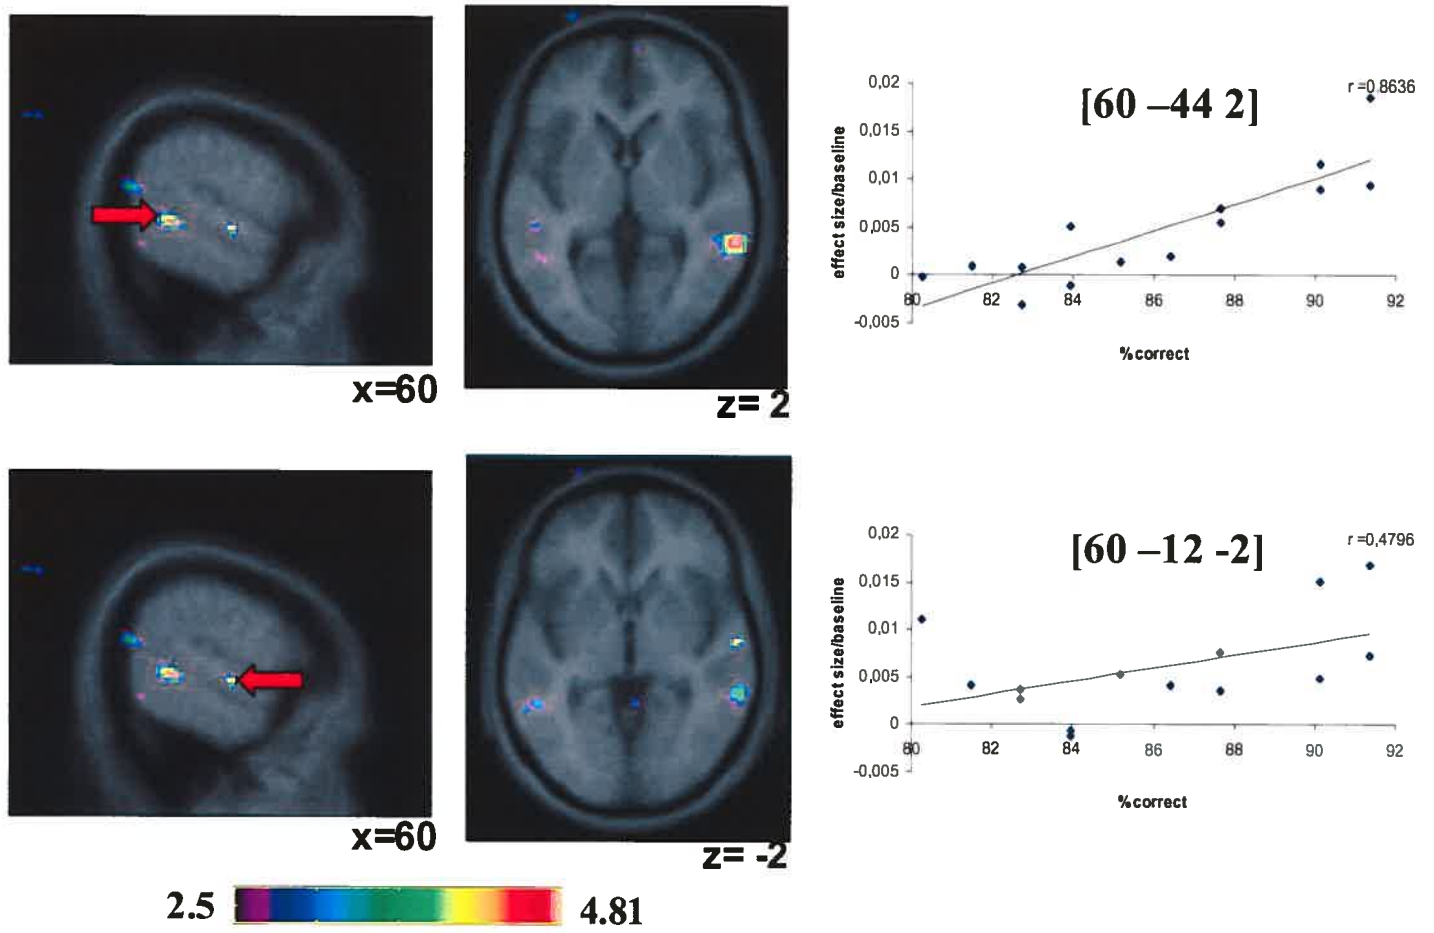 x=60
z= 2
0,02
0,015
0,01
0,005
0
-0,005
effect size/baseline
[60 –44 2]
r =0.8636
80 82 84 86 88 90 92
%correct
x=60
z= -2
0,02
0,015
0,01
0,005
0
-0,005
effect size/baseline
[60 –12 -2]
r =0,4796
80 82 84 86 88 90 92
%correct
2.5 4.81